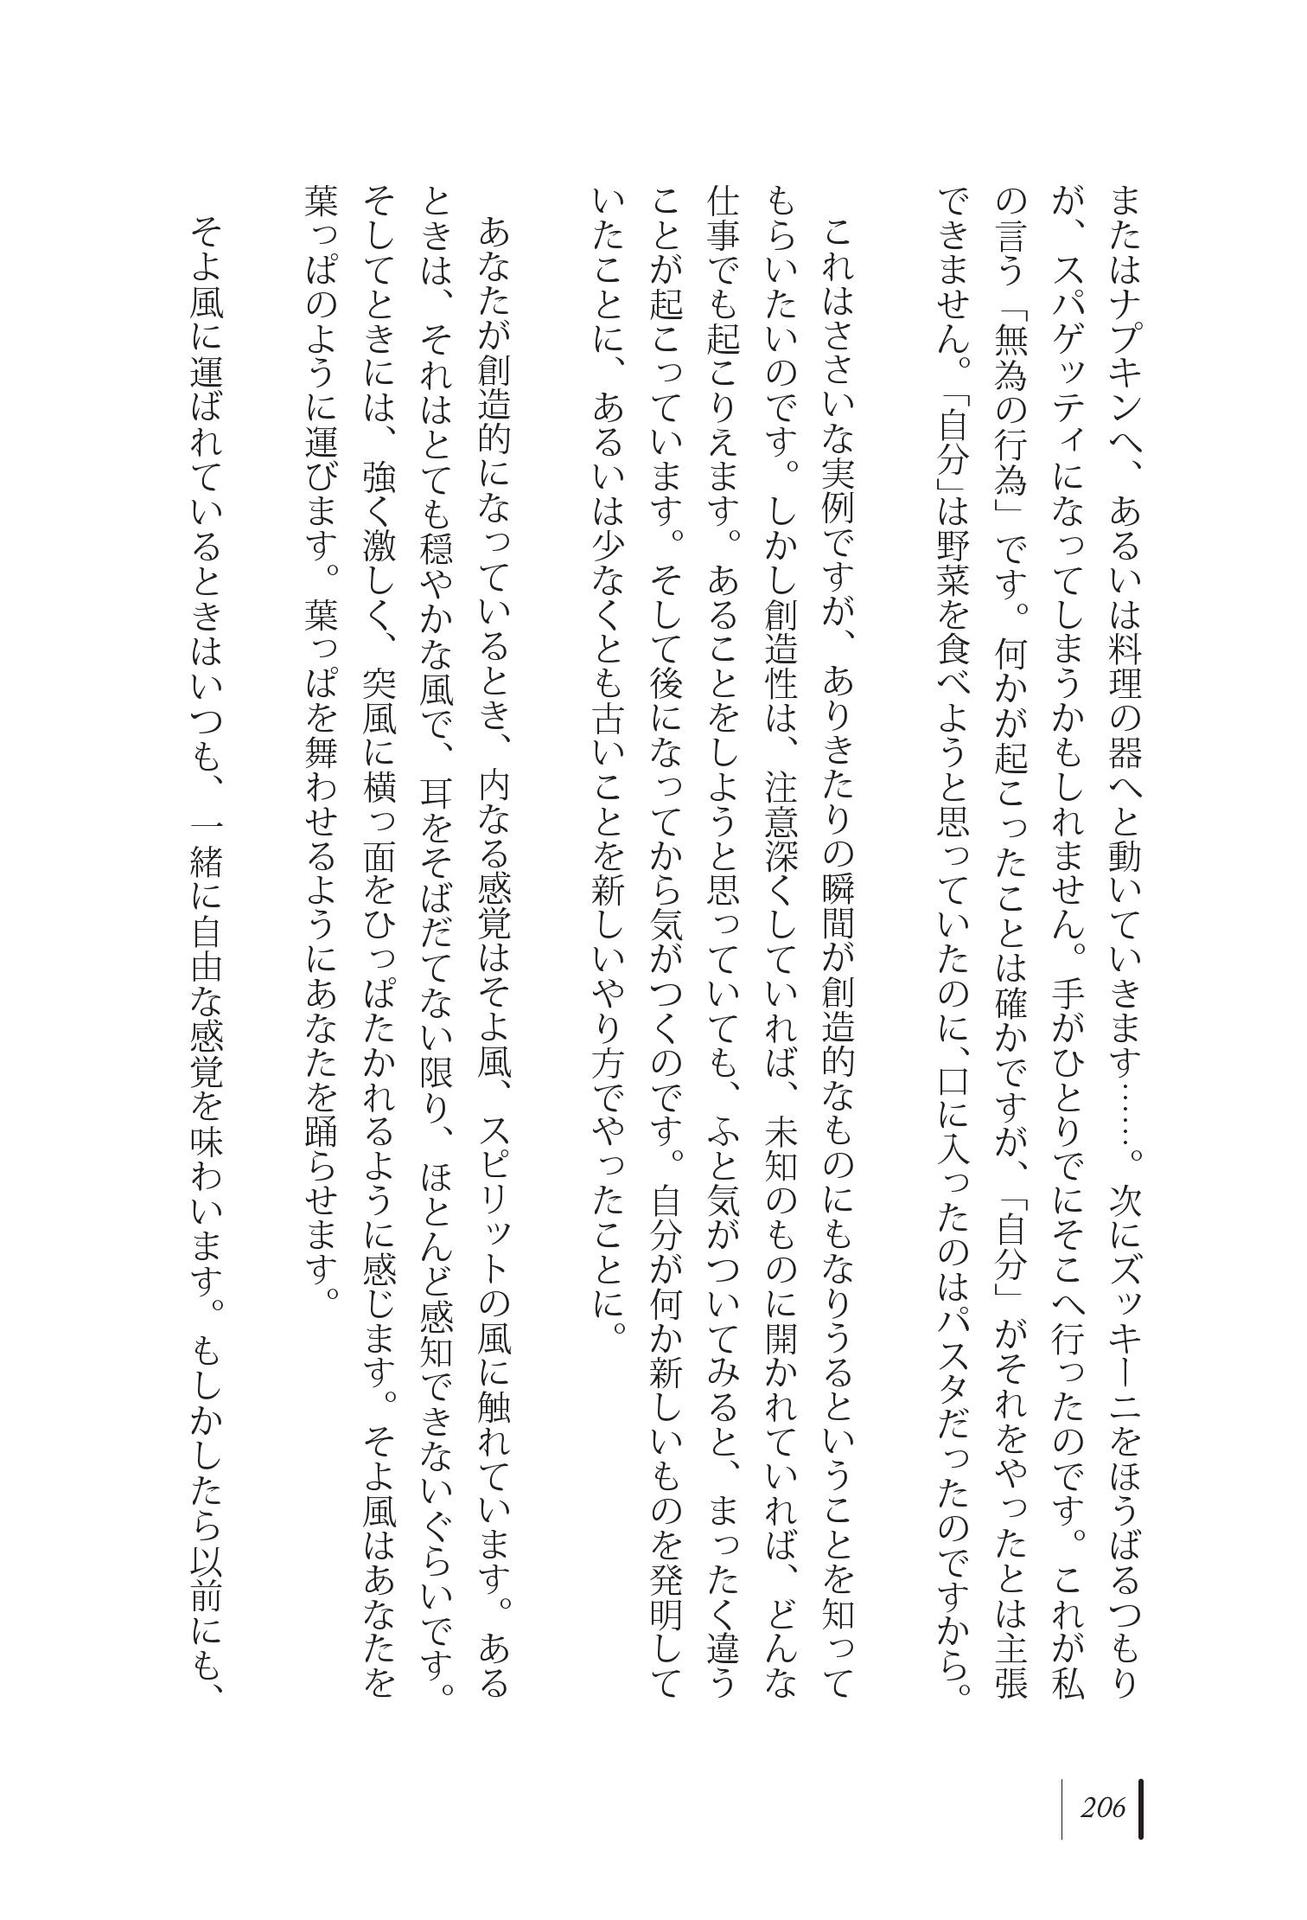 またはナプキンへ、あるいは料理の器へと動いていきます……。次にズッキーニをほうばるつもり
が、スパゲッティになってしまうかもしれません。手がひとりでにそこへ行ったのです。これが私
の言う「無為の行為」です。何かが起こったことは確かですが、「自分」がそれをやったとは主張
できません。「自分」は野菜を食べようと思っていたのに、口に入ったのはパスタだったのですから。
これはささいな実例ですが、ありきたりの瞬間が創造的なものにもなりうるということを知って
もらいたいのです。しかし創造性は、注意深くしていれば、未知のものに開かれていれば、どんな
仕事でも起こりえます。あることをしようと思っていても、ふと気がついてみると、まったく違う
ことが起こっています。そして後になってから気がつくのです。自分が何か新しいものを発明して
いたことに、あるいは少なくとも古いことを新しいやり方でやったことに。
あなたが創造的になっているとき、内なる感覚はそよ風、スピリットの風に触れています。ある
ときは、それはとても穏やかな風で、耳をそばだてない限り、ほとんど感知できないぐらいです。
そしてときには、強く激しく、突風に横っ面をひっぱたかれるように感じます。そよ風はあなたを
葉っぱのように運びます。葉っぱを舞わせるようにあなたを踊らせます。
そよ風に運ばれているときはいつも、一緒に自由な感覚を味わいます。もしかしたら以前にも、
206